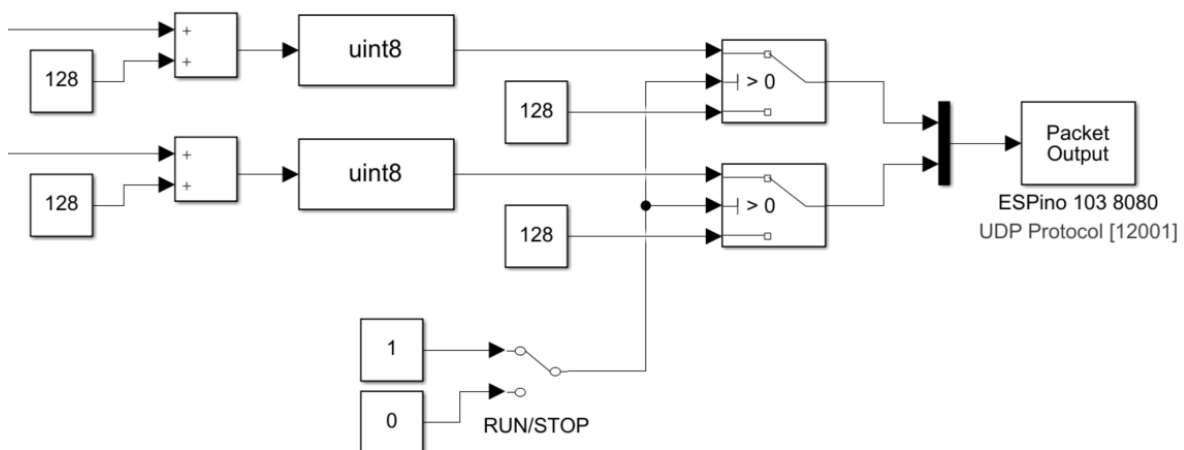 +
+
128
uint8
> 0
128
+
+
128
uint8
> 0
128
Packet
Output
ESPino 103 8080
UDP Protocol [12001]
1
0
RUN/STOP